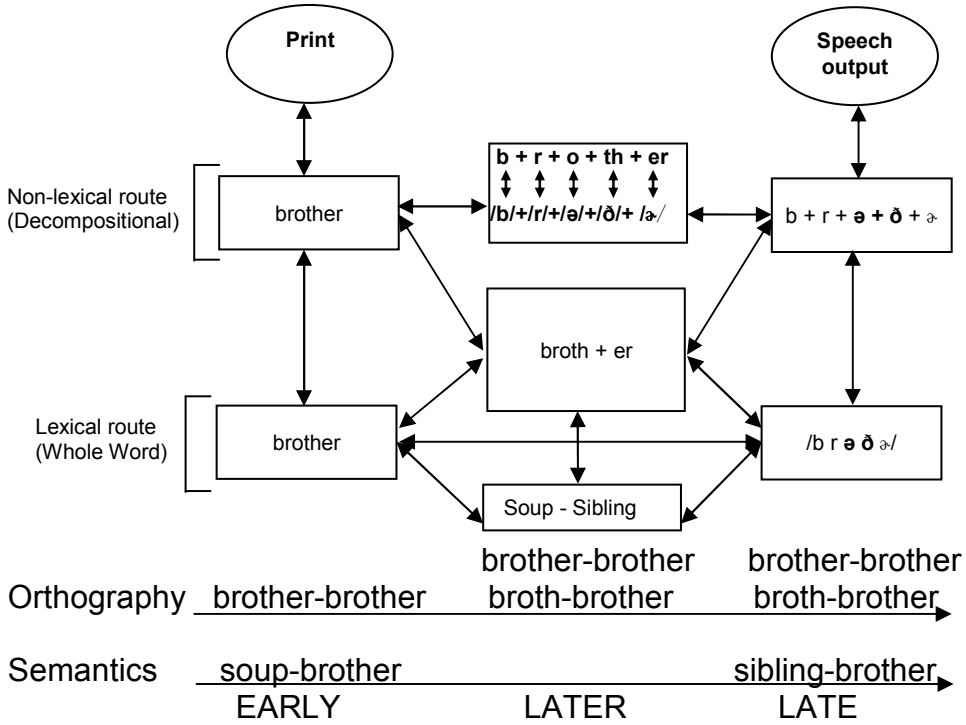 Print
Speech
output
Non-lexical route
(Decompositional)
brother
b + r + o + th + er
/b/+/r/+/ə/+/ð/+ /ɚ/
b + r + ə + ð + ɚ
broth + er
Lexical route
(Whole Word)
brother
/b r ə ð ɚ/
Soup - Sibling
brother-brother
brother-brother
Orthography
brother-brother
broth-brother
broth-brother
Semantics
soup-brother
sibling-brother
EARLY
LATER
LATE